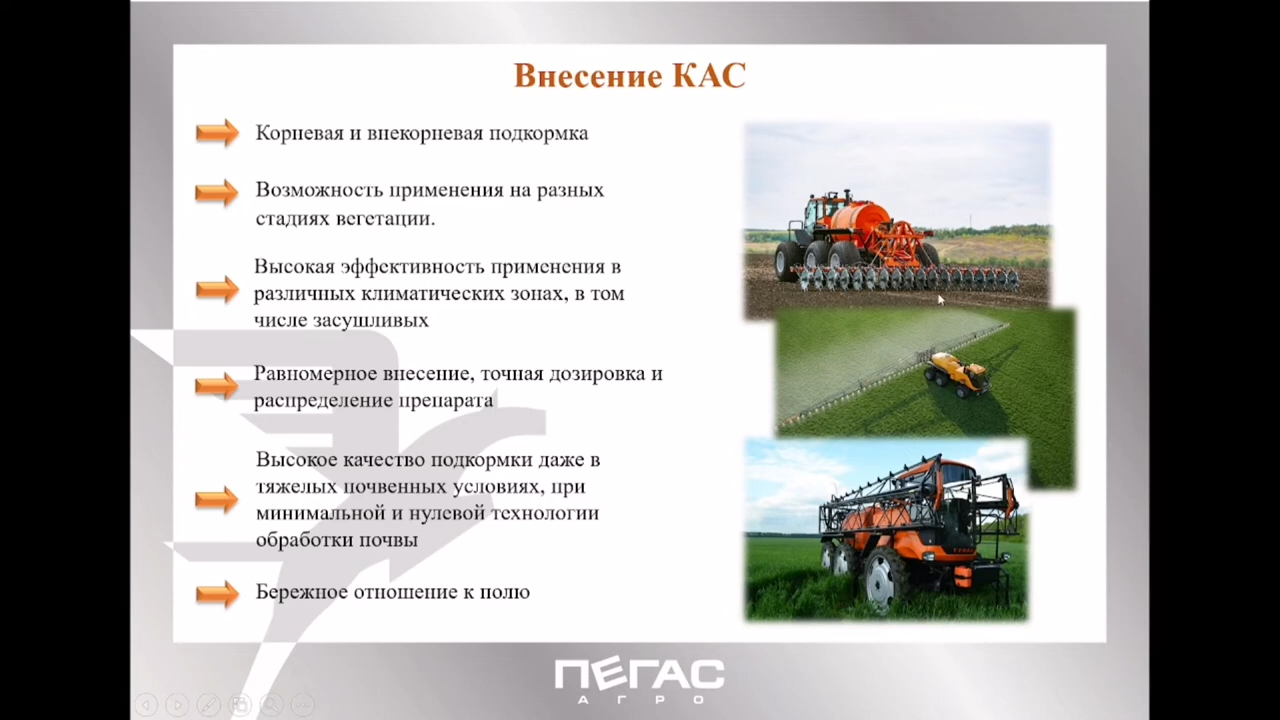 Внесение КАС
Корневая и внекорневая подкормка
Возможность применения на разных
стадиях вегетации.
Высокая эффективность применения в
различных климатических зонах, в том
числе засушливых
Равномерное внесение, точная дозировка и
распределение препарата
Высокое качество подкормки даже в
тяжелых почвенных условиях, при
минимальной и нулевой технологии
обработки почвы
Бережное отношение к полю
ПЕГАС
АГРО